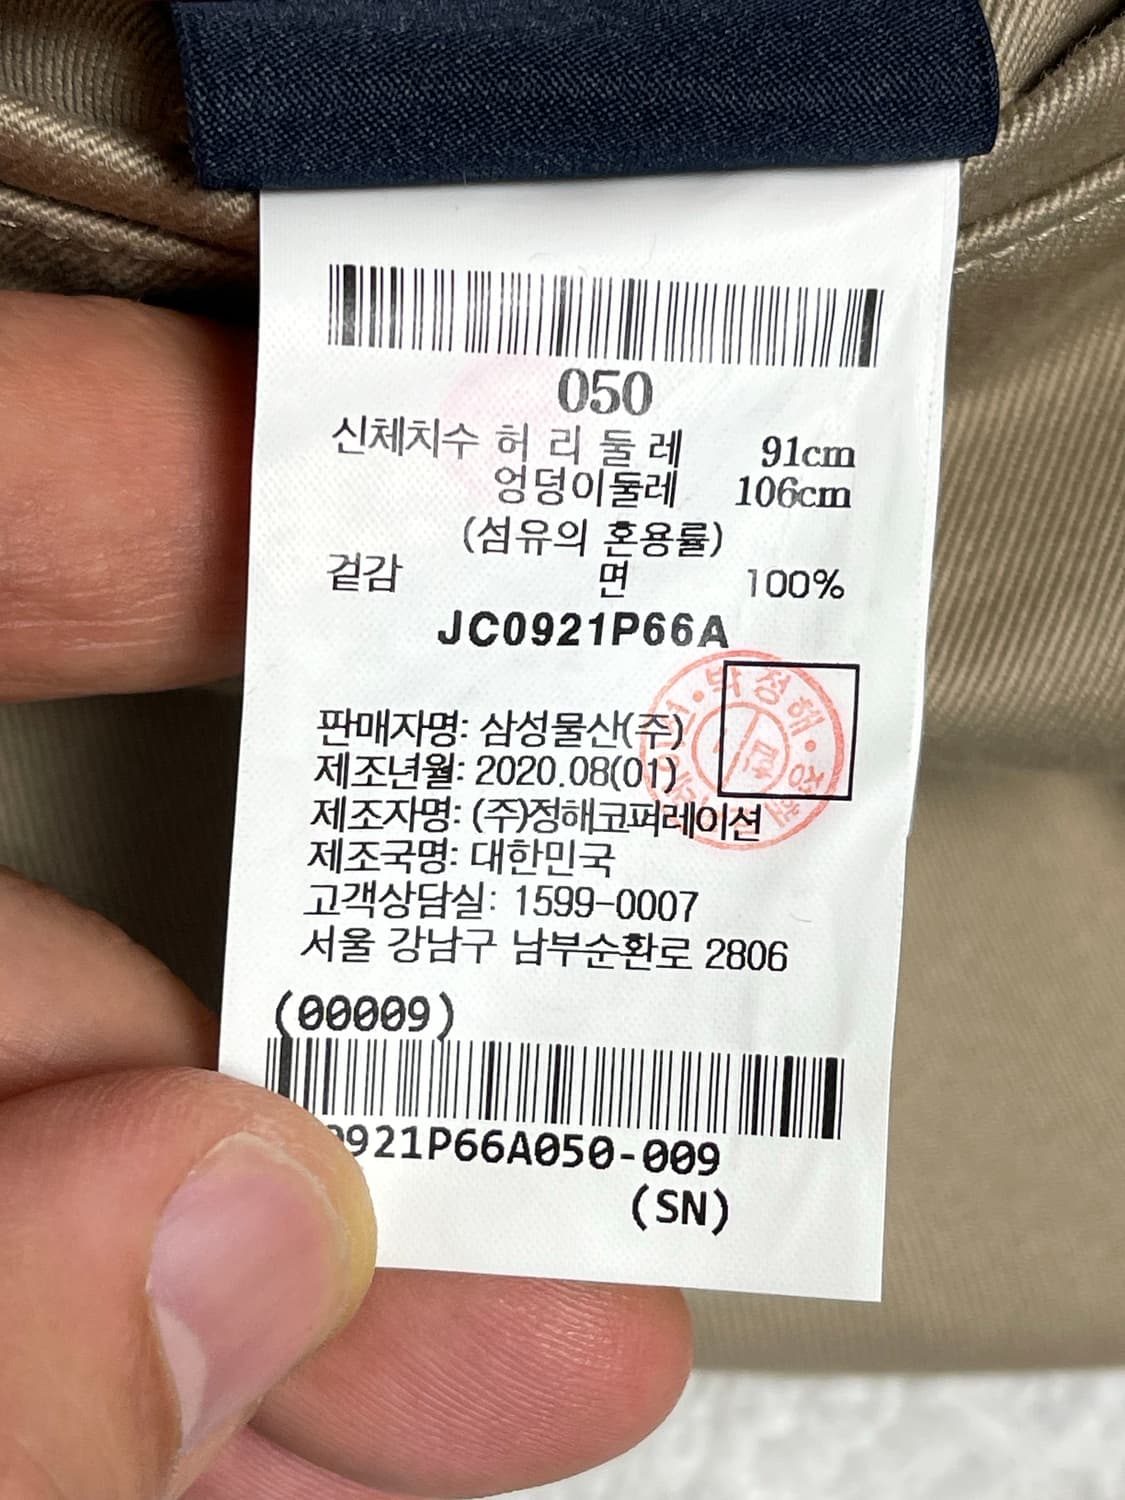 050
신체치수 허 리 둘 레 91cm
엉덩이둘레 106cm
(섬유의 혼용률)
겉감 면 100%
JC0921P66A
판매자명: 삼성물산(주)
제조년월: 2020.08(01)
제조자명: (주)정해코퍼레이션
제조국명: 대한민국
고객상담실: 1599-0007
서울 강남구 남부순환로 2806
(00009)
0921P66A050-009
(SN)